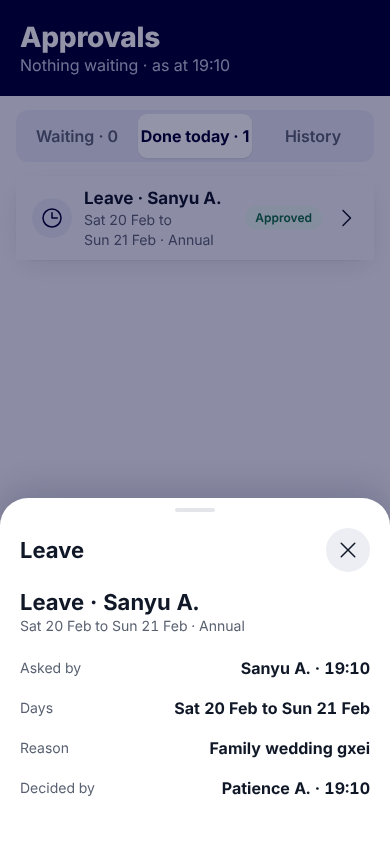 Approvals
Nothing waiting · as at 19:10
Waiting · 0
Done today · 1
History
Leave · Sanyu A.
Sat 20 Feb to
Sun 21 Feb · Annual
Approved
Leave
Leave · Sanyu A.
Sat 20 Feb to Sun 21 Feb · Annual
Asked by
Sanyu A. · 19:10
Days
Sat 20 Feb to Sun 21 Feb
Reason
Family wedding gxei
Decided by
Patience A. · 19:10